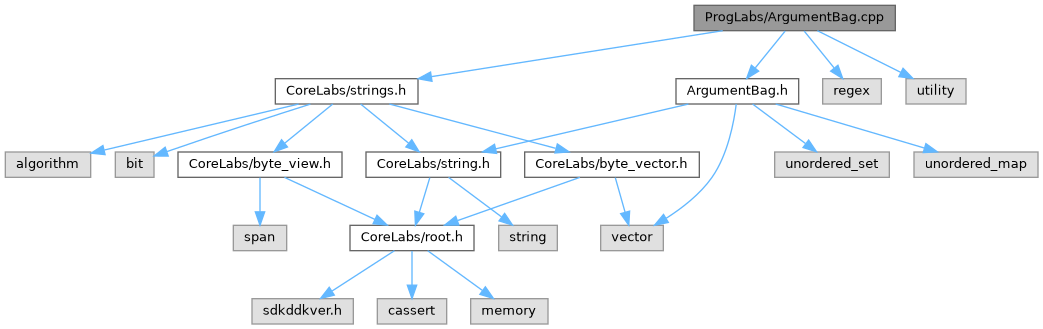 ProgLabs/ArgumentBag.cpp
CoreLabs/strings.h
ArgumentBag.h
regex
utility
algorithm
bit
CoreLabs/byte_view.h
CoreLabs/string.h
CoreLabs/byte_vector.h
unordered_set
unordered_map
span
CoreLabs/root.h
string
vector
sdkddkver.h
cassert
memory